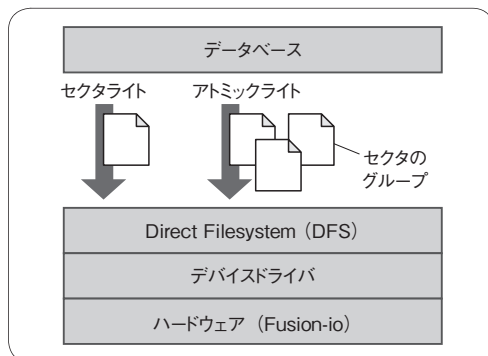 データベース
セクタライト
アトミックライト
セクタの
グループ
Direct Filesystem（DFS）
デバイスドライバ
ハードウェア（Fusion-io）